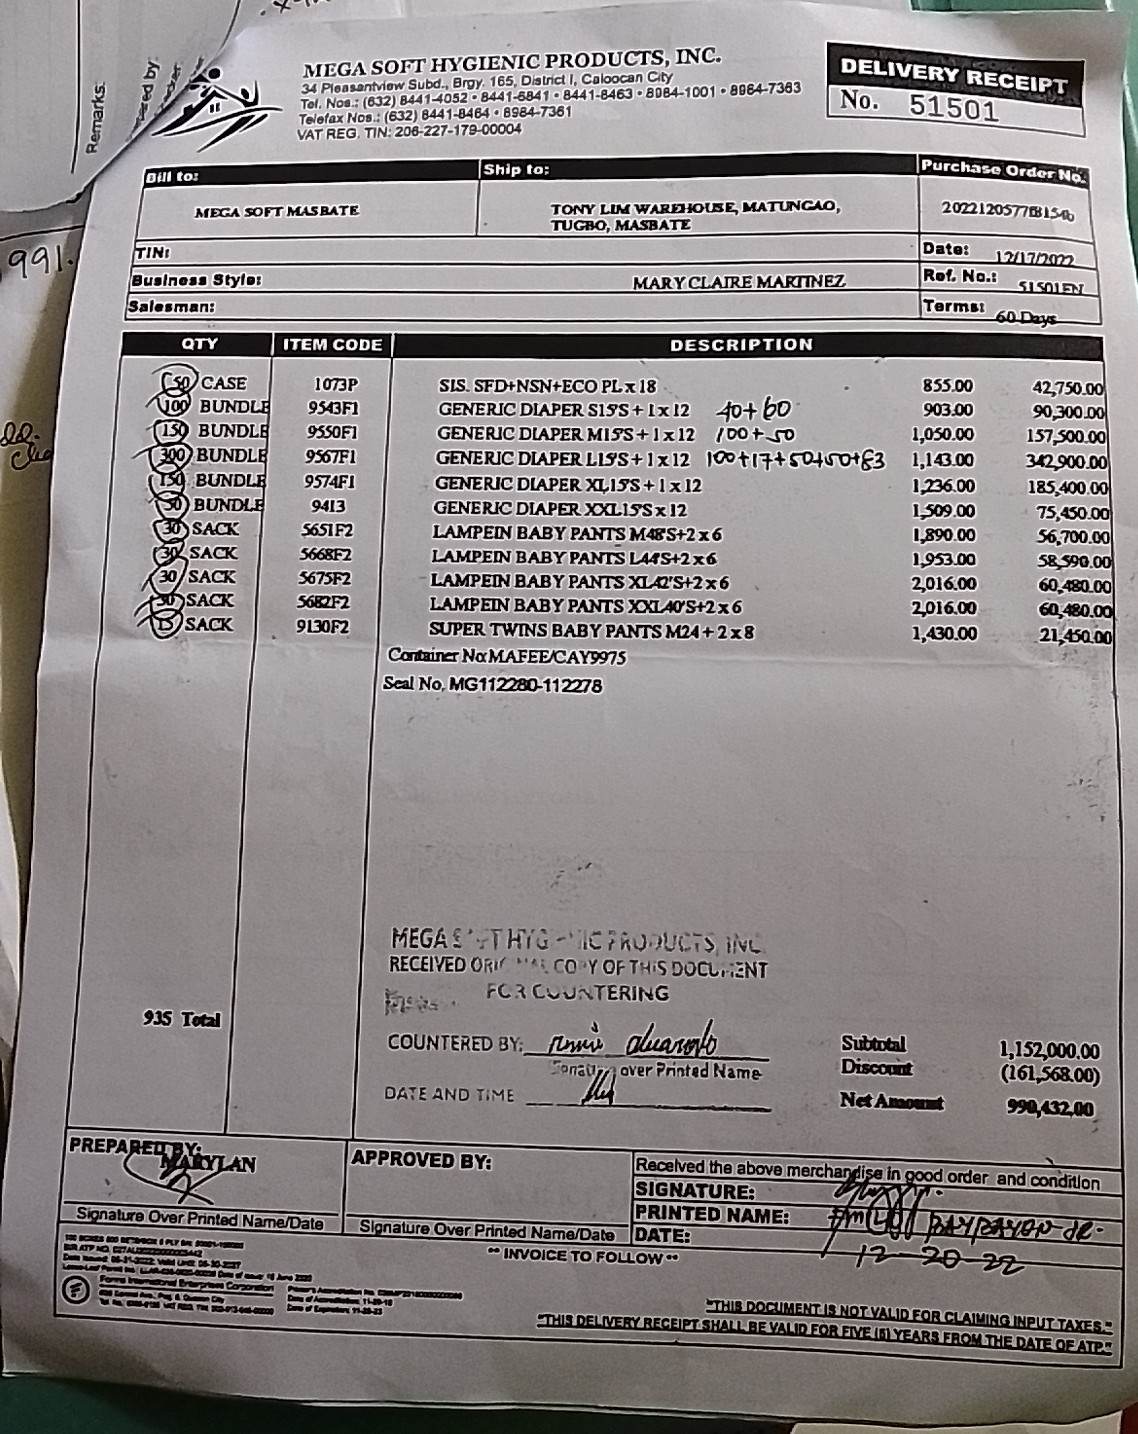 Remarks:
991.
MEGA SOFT HYGIENIC PRODUCTS, INC.
34 Pleasantview Subd., Brgy. 165, District I, Caloocan City
Tel. Nos.: (632) 8441-4052 • 8441-5841 • 8441-8463 • 8984-1001 • 8984-7363
Telefax Nos.: (632) 8441-8464 • 8984-7361
VAT REG. TIN: 206-227-179-00004
DELIVERY RECEIPT
No. 51501
Bill to: Ship to: Purchase Order No.
MEGA SOFT MASBATE TONY LIM WAREHOUSE, MATUNGAO,
TUGBO, MASBATE
TIN: Date: 12/17/2022
Business Style: MARY CLAIRE MARTINEZ Ref. No.: 51501EN
Salesman: Terms: 60 Days
QTY ITEM CODE DESCRIPTION
50 CASE 1073P SIS. SFD+NSN+ECO PL x 18 855.00 42,750.00
100 BUNDLE 9543F1 GENERIC DIAPER S15'S + 1 x 12 40+60 903.00 90,300.00
150 BUNDLE 9550F1 GENERIC DIAPER M15'S + 1 x 12 100+50 1,050.00 157,500.00
300 BUNDLE 9567F1 GENERIC DIAPER L15'S + 1 x 12 100+17+50+50+83 1,143.00 342,900.00
150 BUNDLE 9574F1 GENERIC DIAPER XL15'S + 1 x 12 1,236.00 185,400.00
50 BUNDLE 9413 GENERIC DIAPER XXL15'S x 12 1,509.00 75,450.00
30 SACK 5651F2 LAMPEIN BABY PANTS M48'S+2 x 6 1,890.00 56,700.00
30 SACK 5668F2 LAMPEIN BABY PANTS L44'S+2 x 6 1,953.00 58,590.00
30 SACK 5675F2 LAMPEIN BABY PANTS XL42'S+2 x 6 2,016.00 60,480.00
30 SACK 5682F2 LAMPEIN BABY PANTS XXL40'S+2 x 6 2,016.00 60,480.00
15 SACK 9130F2 SUPER TWINS BABY PANTS M24 + 2 x 8 1,430.00 21,450.00
Container No: MAFEE/CAY9975
Seal No. MG112280-112278
MEGA SOFT HYGIENIC PRODUCTS, INC.
RECEIVED ORIGINAL COPY OF THIS DOCUMENT
FOR COUNTERING
935 Total
COUNTERED BY:
Signature over Printed Name
DATE AND TIME
Subtotal 1,152,000.00
Discount (161,568.00)
Net Amount 990,432.00
PREPARED BY:
MARYLAN
Signature Over Printed Name/Date
APPROVED BY:
Signature Over Printed Name/Date
Received the above merchandise in good order and condition
SIGNATURE:
PRINTED NAME:
DATE: 12-20-22
"" INVOICE TO FOLLOW ""
Forms International Enterprises Corporation
"THIS DOCUMENT IS NOT VALID FOR CLAIMING INPUT TAXES."
"THIS DELIVERY RECEIPT SHALL BE VALID FOR FIVE (5) YEARS FROM THE DATE OF ATP."